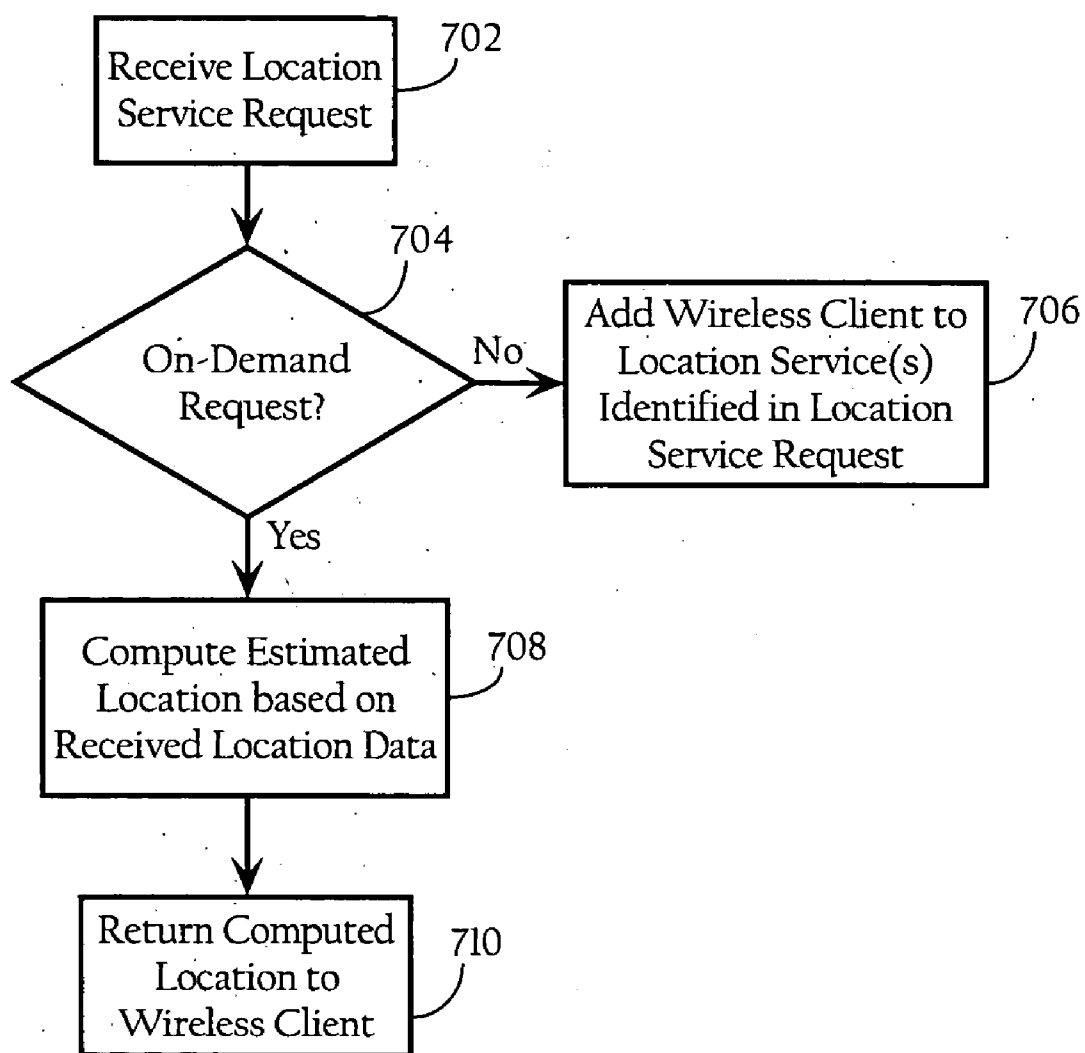 702
Receive Location
Service Request
704
On-Demand
Request?
No
Add Wireless Client to
Location Service(s)
Identified in Location
Service Request
706
Yes
Compute Estimated
Location based on
Received Location Data
708
Return Computed
Location to
Wireless Client
710